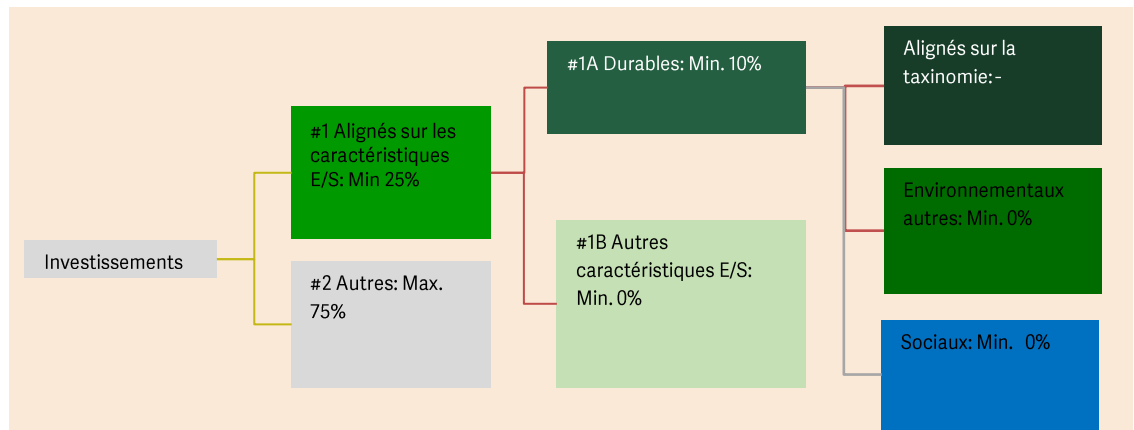 Investissements
#1 Alignés sur les
caractéristiques
E/S: Min 25%
#2 Autres: Max.
75%
#1A Durables: Min. 10%
#1B Autres
caractéristiques E/S:
Min. 0%
Alignés sur la
taxinomie:-
Environnementaux
autres: Min. 0%
Sociaux: Min. 0%